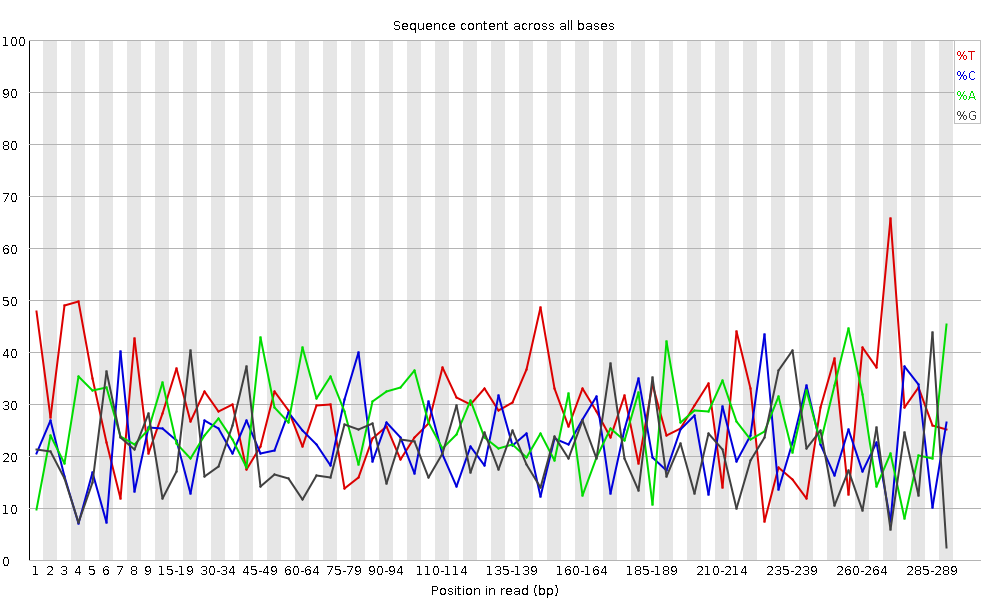 Sequence content across all bases
100
90
80
70
60
50
40
30
20
10
0
%T
%C
%A
%G
1 2 3 4 5 6 7 8 9 15-19 30-34 45-49 60-64 75-79 90-94 110-114 135-139 160-164 185-189 210-214 235-239 260-264 285-289
Position in read (bp)